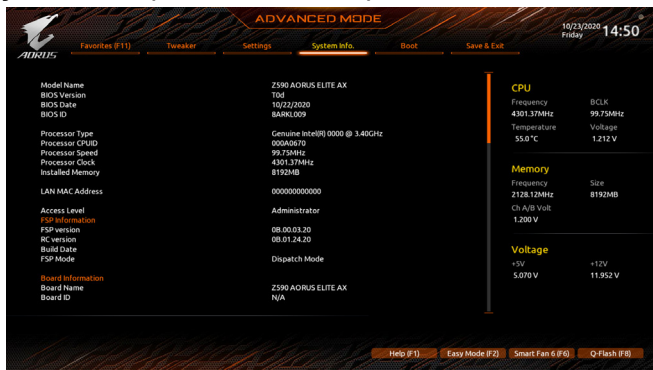 ADVANCED MODE
10/23/2020
Friday
14:50
AORUS
Favorites (F11) Tweaker Settings System Info. Boot Save & Exit
Model Name Z590 AORUS ELITE AX
BIOS Version T0d
BIOS Date 10/22/2020
BIOS ID 8ARKL009
Processor Type Genuine Intel(R) 0000 @ 3.40GHz
Processor CPUID 000A0670
Processor Speed 99.75MHz
Processor Clock 4301.37MHz
Installed Memory 8192MB
LAN MAC Address 000000000000
Access Level Administrator
FSP Information
FSP version 0B.00.03.20
RC version 0B.01.24.20
Build Date
FSP Mode Dispatch Mode
Board Information
Board Name Z590 AORUS ELITE AX
Board ID N/A
CPU
Frequency BCLK
4301.37MHz 99.75MHz
Temperature Voltage
55.0 °C 1.212 V
Memory
Frequency Size
2128.12MHz 8192MB
Ch A/B Volt
1.200 V
Voltage
+5V +12V
5.070 V 11.952 V
Help (F1) Easy Mode (F2) Smart Fan 6 (F6) Q-Flash (F8)